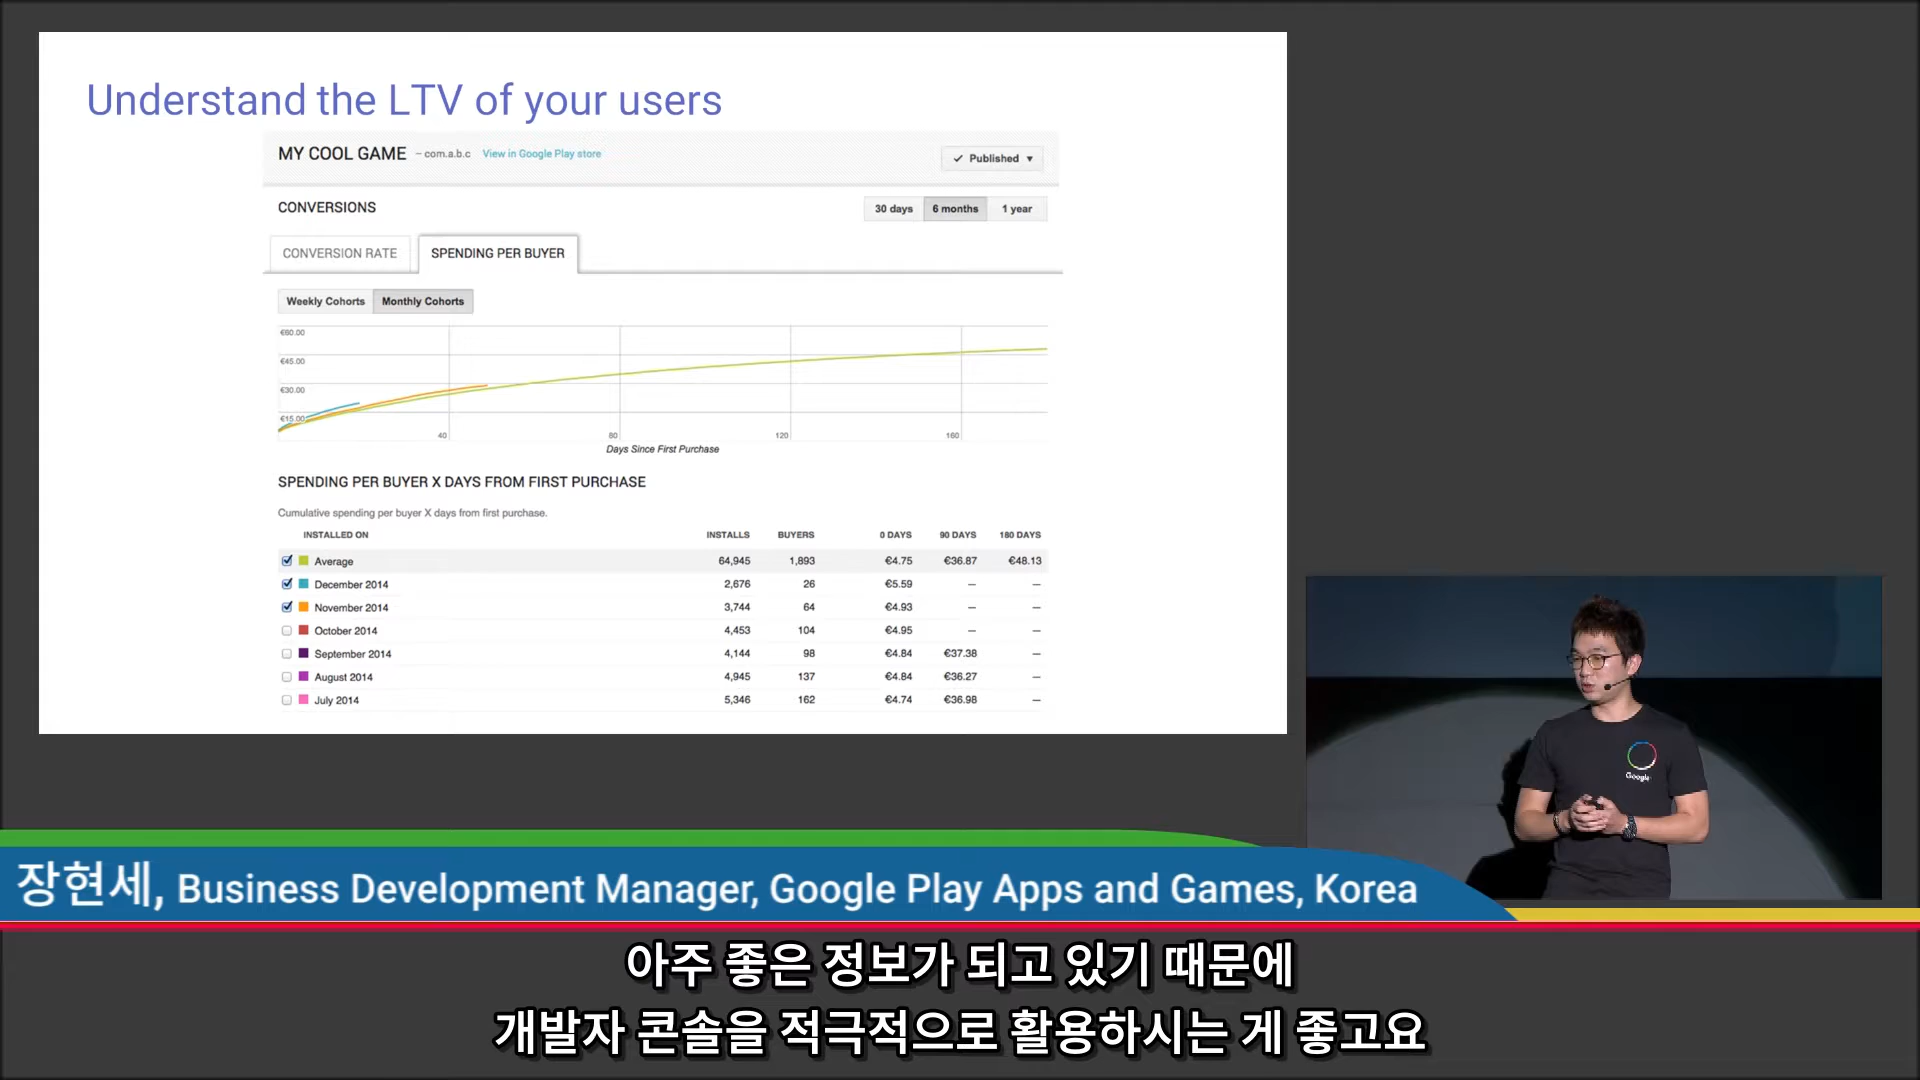 Understand the LTV of your users
MY COOL GAME – com.a.b.c View in Google Play store
Published
CONVERSIONS
30 days 6 months 1 year
CONVERSION RATE SPENDING PER BUYER
Weekly Cohorts Monthly Cohorts
€60.00
€45.00
€30.00
€15.00
40 80 120 160
Days Since First Purchase
SPENDING PER BUYER X DAYS FROM FIRST PURCHASE
Cumulative spending per buyer X days from first purchase.
INSTALLED ON INSTALLS BUYERS 0 DAYS 90 DAYS 180 DAYS
Average 64,945 1,893 €4.75 €36.87 €48.13
December 2014 2,676 26 €5.59 – –
November 2014 3,744 64 €4.93 – –
October 2014 4,453 104 €4.95 – –
September 2014 4,144 98 €4.84 €37.38 –
August 2014 4,945 137 €4.84 €36.27 –
July 2014 5,346 162 €4.74 €36.98 –
Google
장현세, Business Development Manager, Google Play Apps and Games, Korea
아주 좋은 정보가 되고 있기 때문에
개발자 콘솔을 적극적으로 활용하시는 게 좋고요